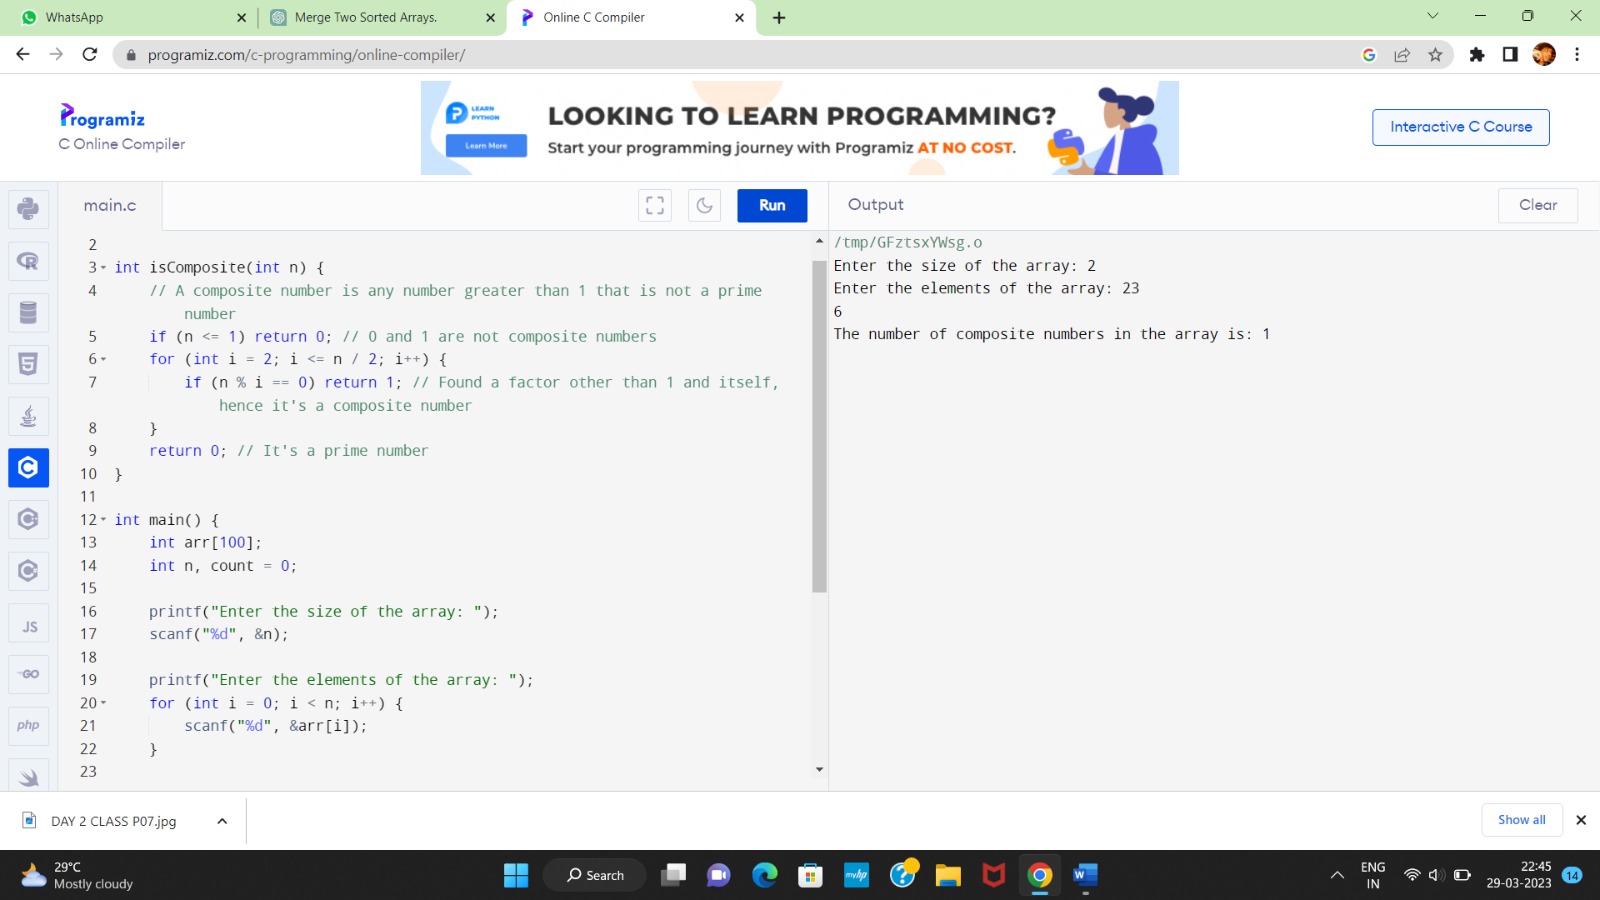 WhatsApp
Merge Two Sorted Arrays.
Online C Compiler
programiz.com/c-programming/online-compiler/
Programiz
C Online Compiler
LEARN
PYTHON
Learn More
LOOKING TO LEARN PROGRAMMING?
Start your programming journey with Programiz AT NO COST.
Interactive C Course
main.c
Run
Output
Clear
2
3 int isComposite(int n) {
4 // A composite number is any number greater than 1 that is not a prime
number
5 if (n <= 1) return 0; // 0 and 1 are not composite numbers
6 for (int i = 2; i <= n / 2; i++) {
7 if (n % i == 0) return 1; // Found a factor other than 1 and itself,
hence it's a composite number
8 }
9 return 0; // It's a prime number
10 }
11
12 int main() {
13 int arr[100];
14 int n, count = 0;
15
16 printf("Enter the size of the array: ");
17 scanf("%d", &n);
18
19 printf("Enter the elements of the array: ");
20 for (int i = 0; i < n; i++) {
21 scanf("%d", &arr[i]);
22 }
23
/tmp/GFztsxYWsg.o
Enter the size of the array: 2
Enter the elements of the array: 23
6
The number of composite numbers in the array is: 1
JS
GO
php
DAY 2 CLASS P07.jpg
Show all
29°C
Mostly cloudy
Search
myhp
ENG
IN
22:45
29-03-2023
14